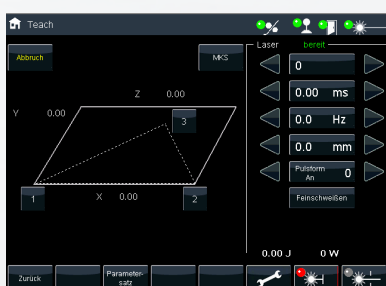 Teach
Abbruch
MKS
Laser bereit
Z 0.00
Y 0.00
3
1
X 0.00
2
0
0.00 ms
0.0 Hz
0.0 mm
Pulsform
An 0
Feinschweißen
0.00 J 0 W
Zurück
Parameter-
satz